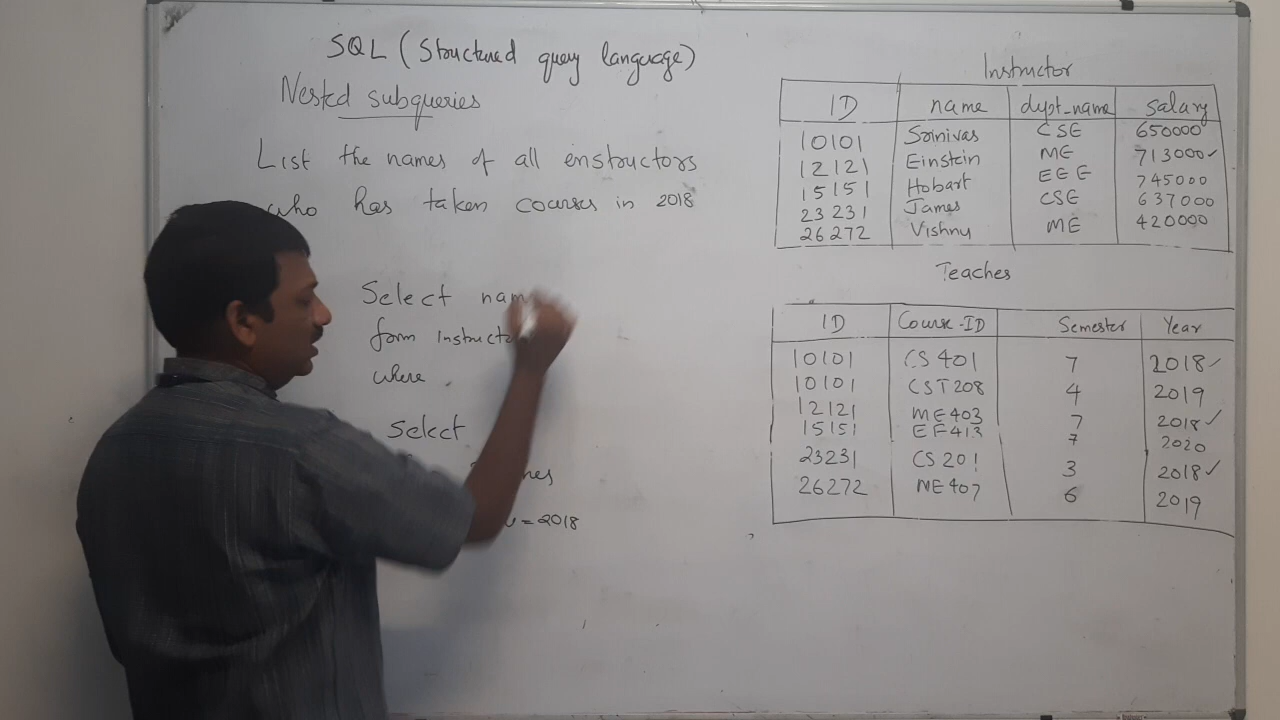 SQL (Structured query language)
Nested subqueries
List the names of all enstructors
who has taken courses in 2018
Select
form
where
Select
= 2018
Instructor
ID name dept_name salary
10101 Srinivas CSE 650000
12121 Einstein ME 713000 ✓
15151 Hobart EEE 745000
23231 James CSE 637000
26272 Vishnu ME 420000
Teaches
ID Course-ID Semester Year
10101 CS401 7 2018 ✓
10101 CST208 4 2019
12121 ME403 7 2018 ✓
15151 EF413 7 2020
23231 CS201 3 2018 ✓
26272 ME407 6 2019